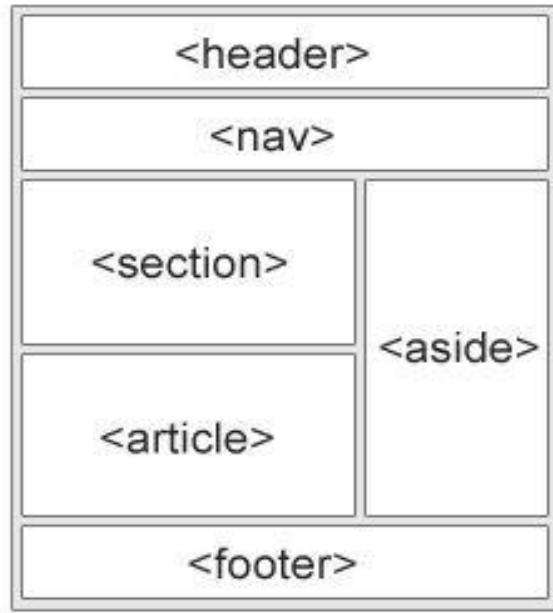 <header>
<nav>
<section>
<aside>
<article>
<footer>